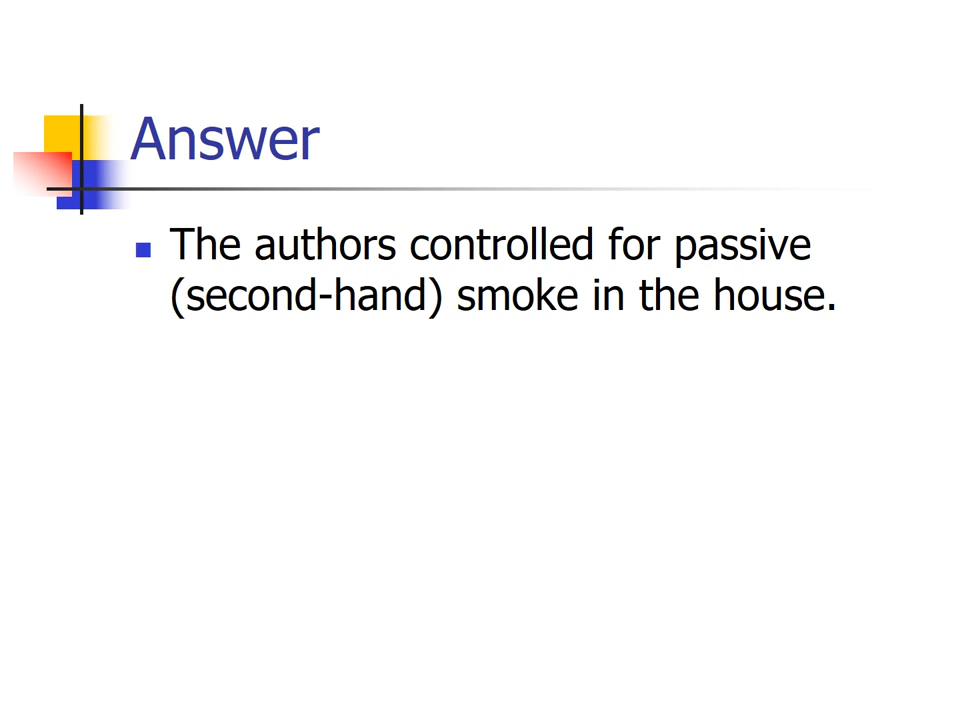 Answer
The authors controlled for passive
(second-hand) smoke in the house.